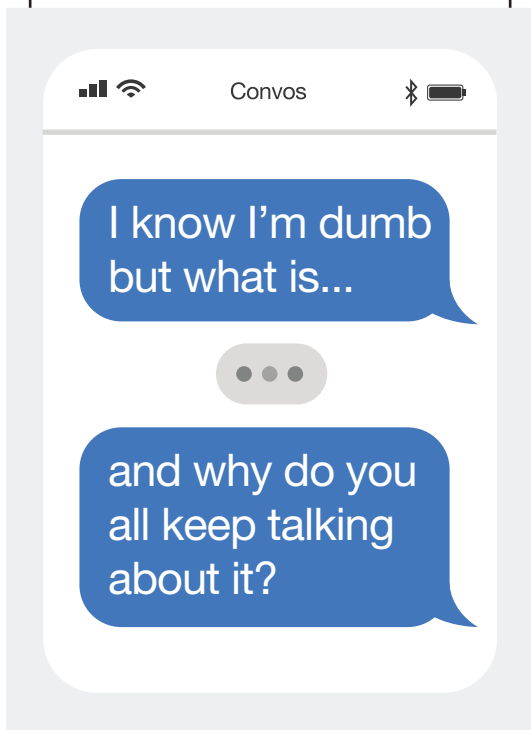 Convos
I know I’m dumb
but what is...
and why do you
all keep talking
about it?